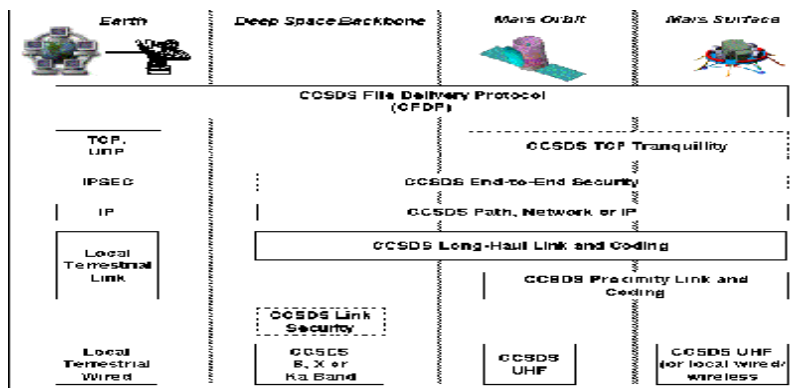 Earth
Deep Space Backbone
Mars Orbit
Mars Surface
CCSDS File Delivery Protocol
(CFDP)
TCP,
UDP
CCSDS TCP Tranquillity
IPSEC
CCSDS End-to-End Security
IP
CCSDS Path, Network or IP
Local
Terrestrial
Link
CCSDS Long-Haul Link and Coding
CCSDS Proximity Link and
Coding
CCSDS Link
Security
Local
Terrestrial
Wired
CCSDS
X or
Ka Band
CCSDS
UHF
CCSDS UHF
(or local wired/
wireless